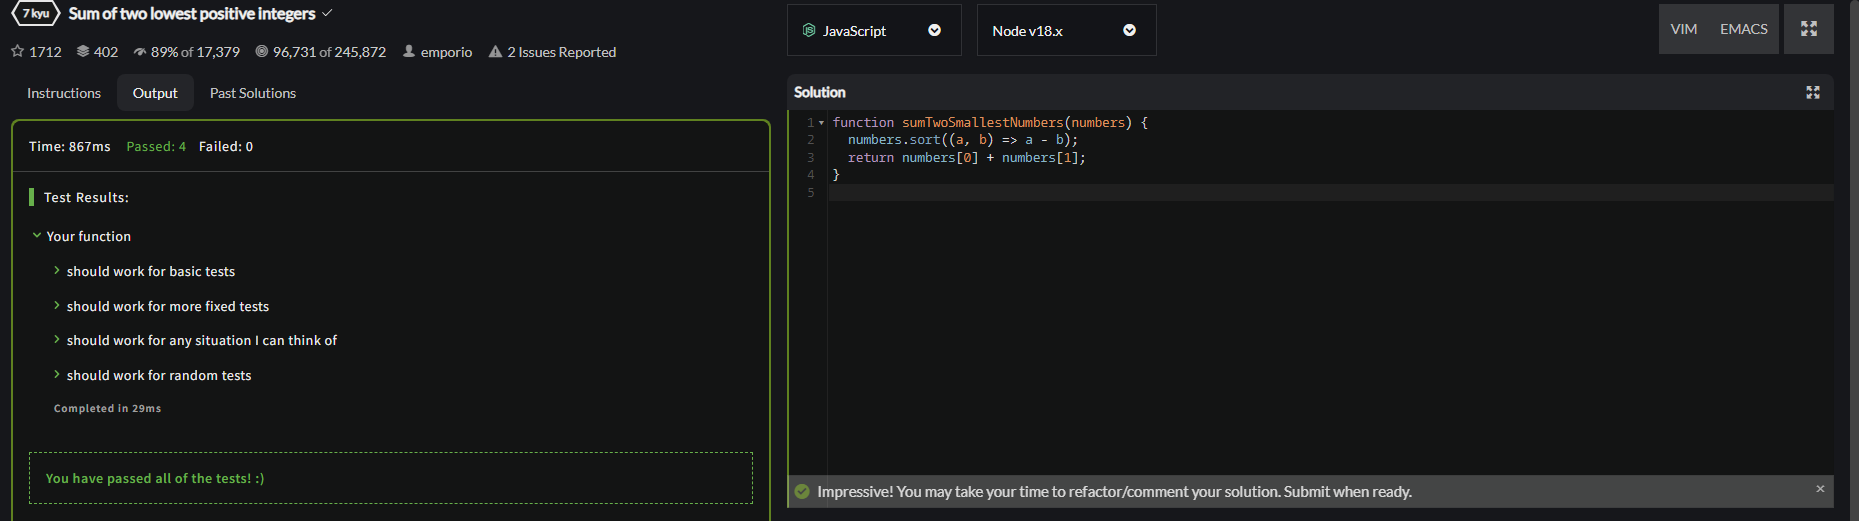 7 kyu Sum of two lowest positive integers
1712 402 89% of 17,379 96,731 of 245,872 emporio 2 Issues Reported
Instructions Output Past Solutions
Time: 867ms Passed: 4 Failed: 0
Test Results:
Your function
should work for basic tests
should work for more fixed tests
should work for any situation I can think of
should work for random tests
Completed in 29ms
You have passed all of the tests! :)
JavaScript Node v18.x VIM EMACS
Solution
1 function sumTwoSmallestNumbers(numbers) {
2 numbers.sort((a, b) => a - b);
3 return numbers[0] + numbers[1];
4 }
5
Impressive! You may take your time to refactor/comment your solution. Submit when ready. ×